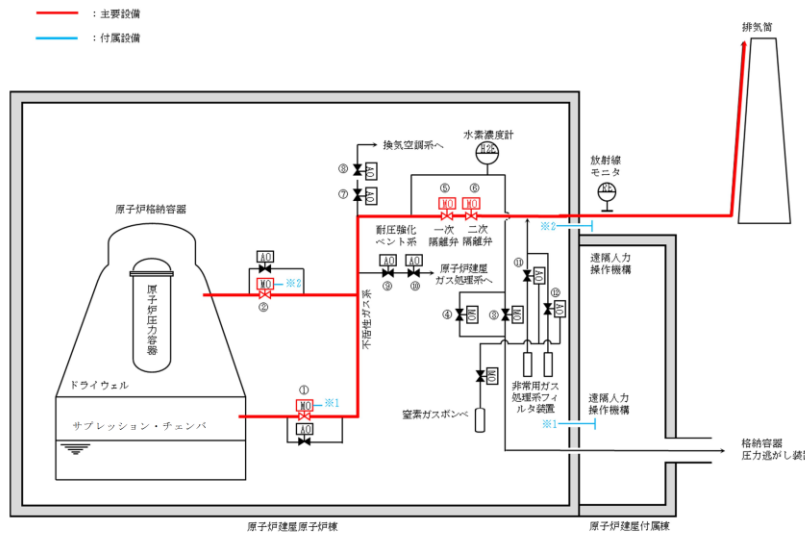 ：主要設備
：付属設備
排気筒
水素濃度計
H2E
換気空調系へ
放射線
モニタ
RE
⑧
AO
⑦
AO
⑤
⑥
MO
MO
原子炉格納容器
耐圧強化
ベント系
一次
隔離弁
二次
隔離弁
※2
遠隔人力
操作機構
AO
AO
AO
原子炉建屋
ガス処理系へ
⑨
⑩
⑪
AO
⑫
AO
MO
※2
②
原子炉圧力容器
不活性ガス系
④
MO
③
MO
ドライウェル
①
MO
※1
AO
MO
非常用ガス
処理系フィ
ルタ装置
遠隔人力
操作機構
※1
窒素ガスボンベ
サプレッション・チェンバ
格納容器
圧力逃がし装置
原子炉建屋原子炉棟
原子炉建屋付属棟